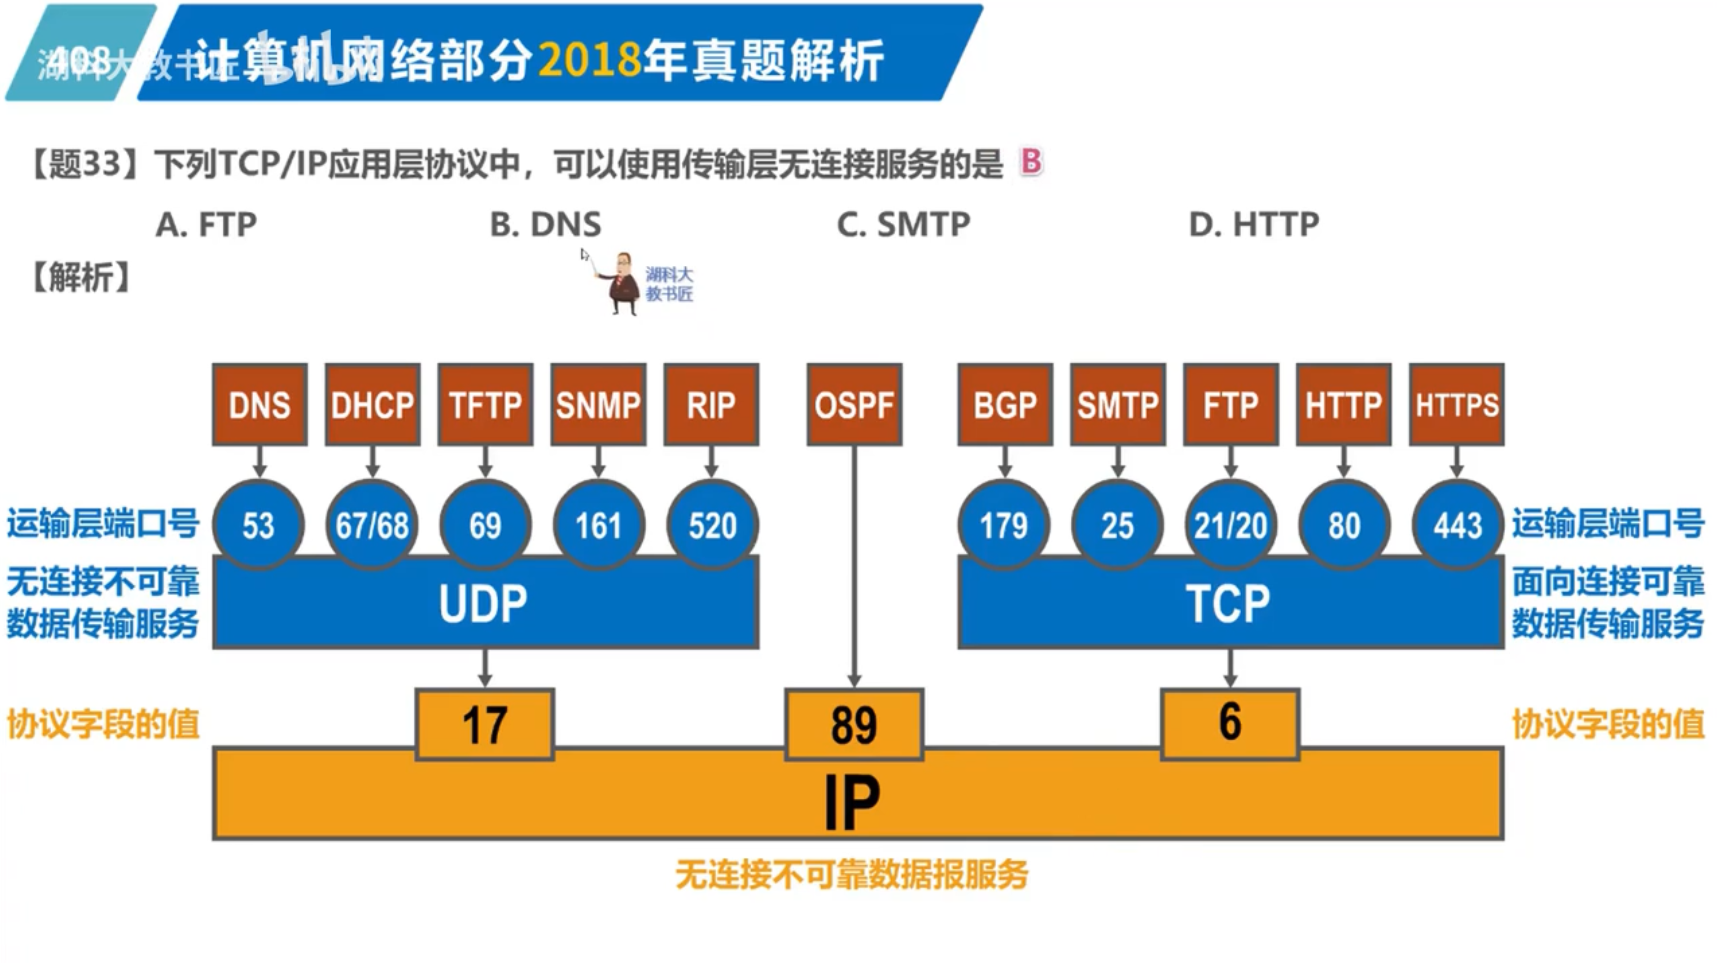 408
湖科大教书匠 bilibili
计算机网络部分2018年真题解析
【题33】下列TCP/IP应用层协议中，可以使用传输层无连接服务的是 B
A. FTP B. DNS C. SMTP D. HTTP
【解析】
湖科大
教书匠
DNS DHCP TFTP SNMP RIP OSPF BGP SMTP FTP HTTP HTTPS
运输层端口号 53 67/68 69 161 520 179 25 21/20 80 443 运输层端口号
无连接不可靠
数据传输服务
UDP TCP
面向连接可靠
数据传输服务
协议字段的值 17 89 6 协议字段的值
IP
无连接不可靠数据报服务